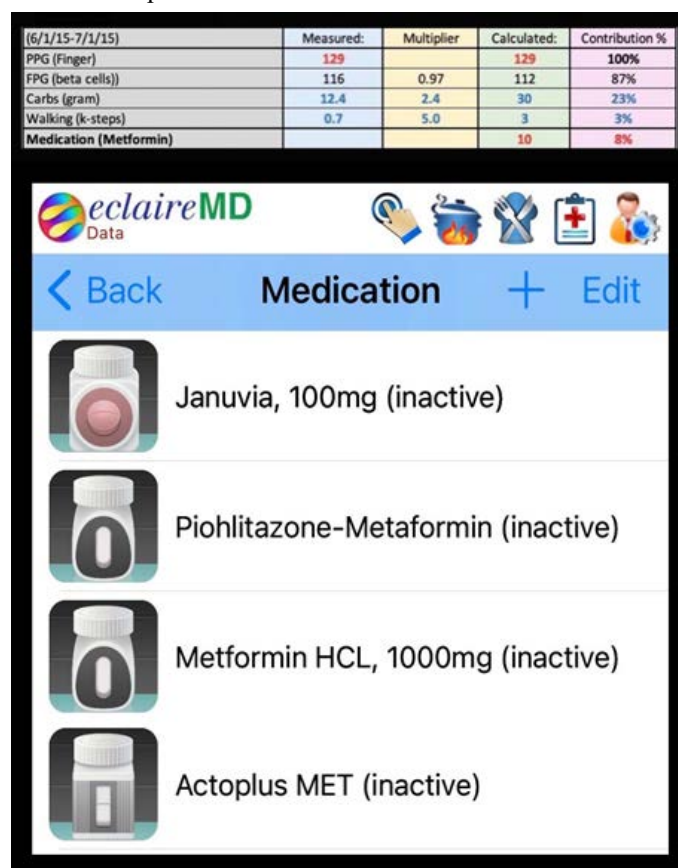 (6/1/15-7/1/15) Measured: Multiplier Calculated: Contribution %
PPG (Finger) 129 129 100%
FPG (beta cells)) 116 0.97 112 87%
Carbs (gram) 12.4 2.4 30 23%
Walking (k-steps) 0.7 5.0 3 3%
Medication (Metformin) 10 8%
eclaireMD
Data
Back Medication + Edit
Januvia, 100mg (inactive)
Piohlitazone-Metaformin (inactive)
Metformin HCL, 1000mg (inactive)
Actoplus MET (inactive)